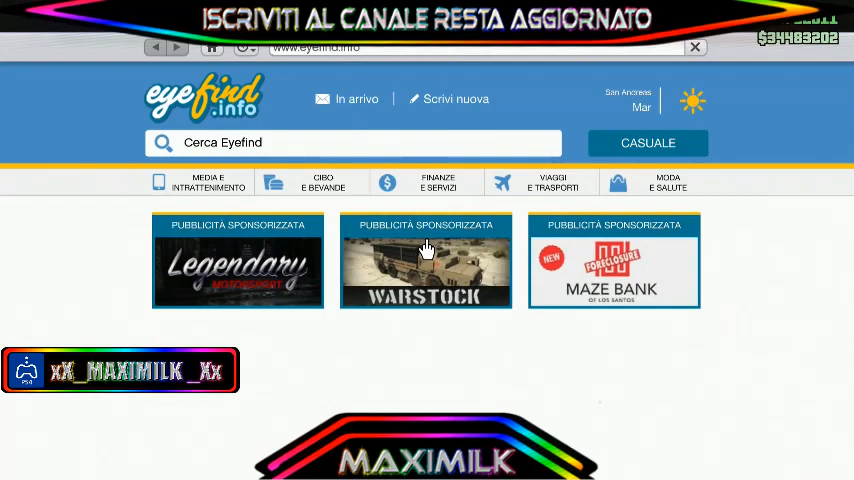 ISCRIVITI AL CANALE RESTA AGGIORNATO
$34483202
www.eyefind.info
eyefind
.info
In arrivo
Scrivi nuova
San Andreas
Mar
Cerca Eyefind
CASUALE
MEDIA E
INTRATTENIMENTO
CIBO
E BEVANDE
FINANZE
E SERVIZI
VIAGGI
E TRASPORTI
MODA
E SALUTE
PUBBLICITÀ SPONSORIZZATA
PUBBLICITÀ SPONSORIZZATA
PUBBLICITÀ SPONSORIZZATA
Legendary
MOTORSPORT
WARSTOCK
NEW
FORECLOSURE
MAZE BANK
OF LOS SANTOS
PS4
xX_MAXIMILK_Xx
MAXIMILK